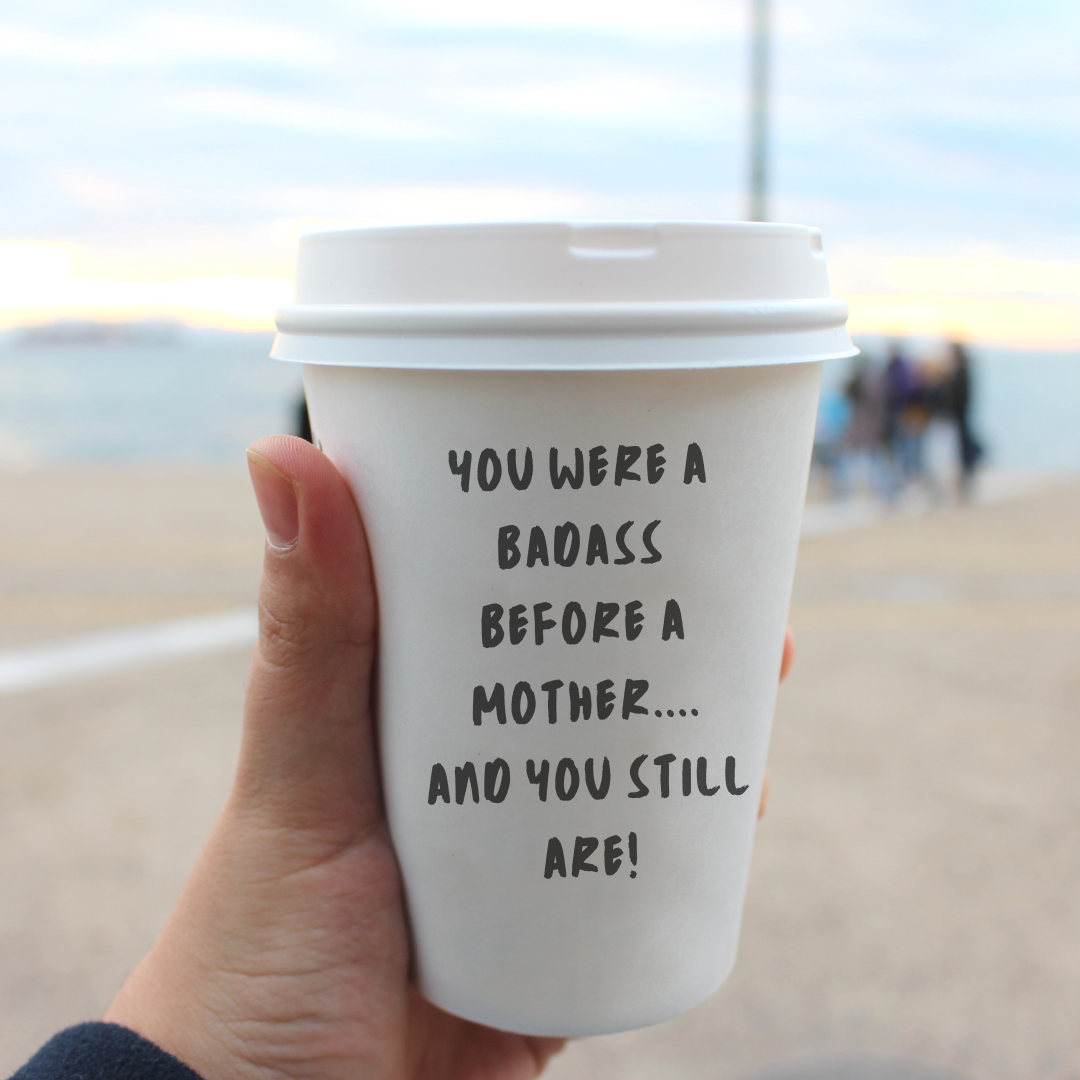 YOU WERE A
BADASS
BEFORE A
MOTHER....
AND YOU STILL
ARE!